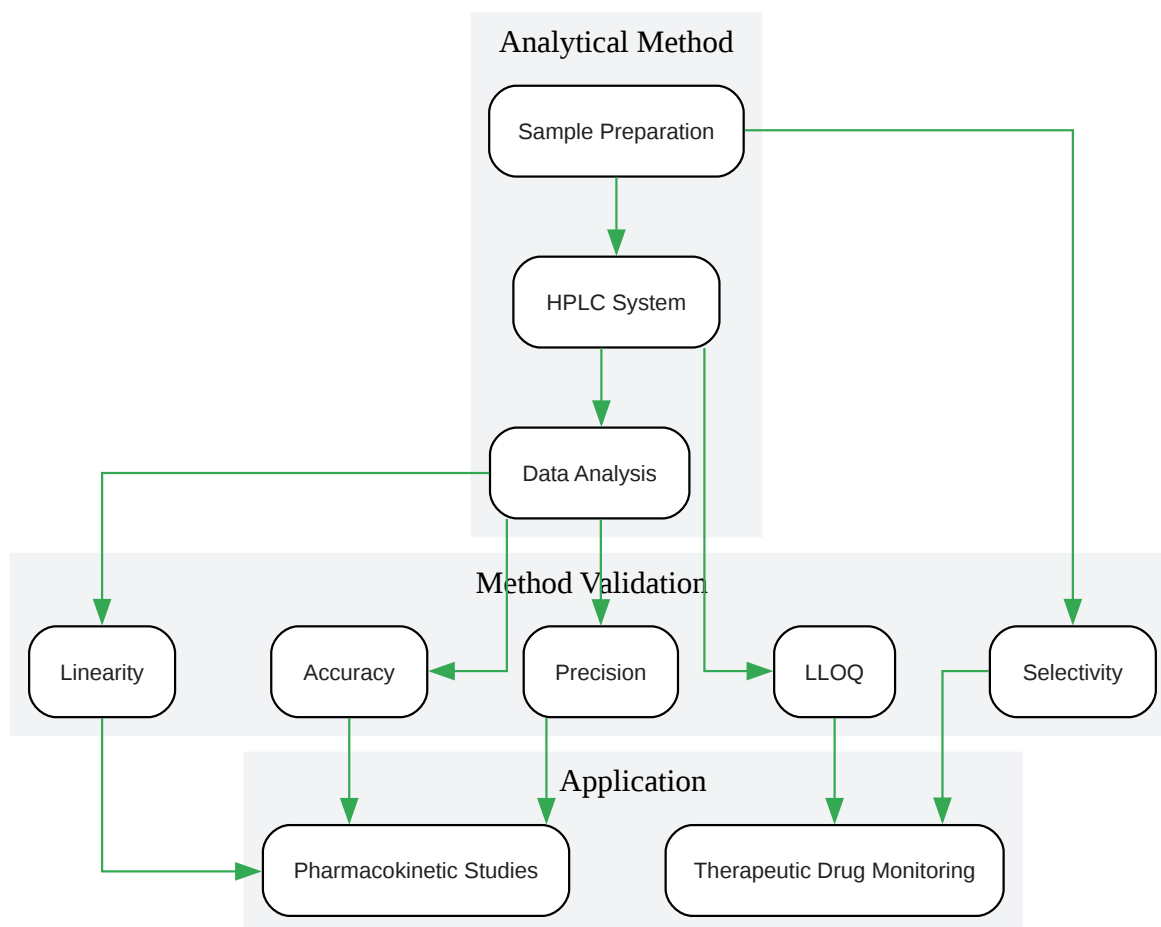 Analytical Method
Sample Preparation
HPLC System
Data Analysis
Method Validation
Linearity
Accuracy
Precision
LLOQ
Selectivity
Application
Pharmacokinetic Studies
Therapeutic Drug Monitoring